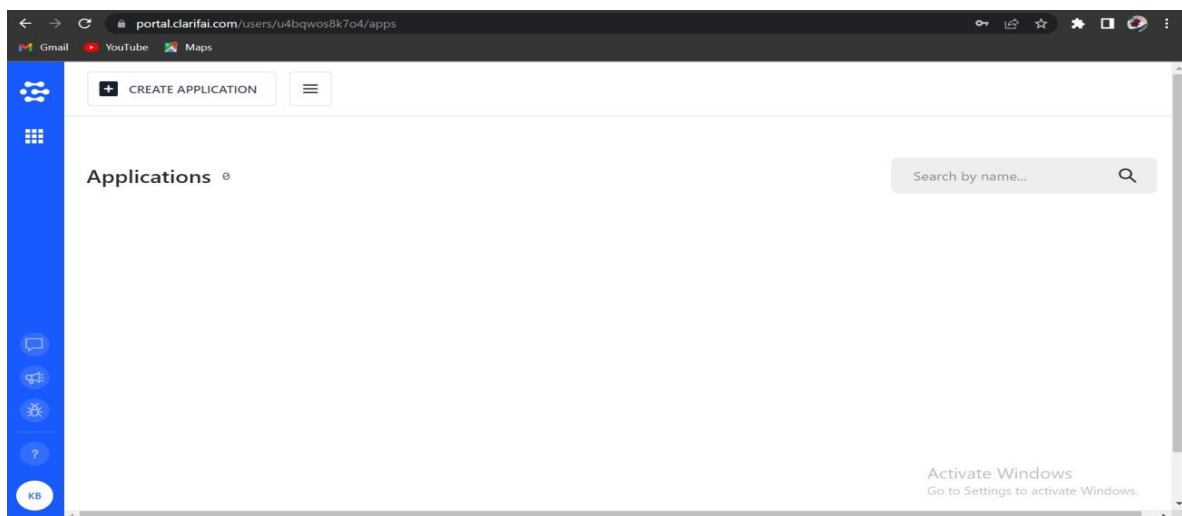 portal.clarifai.com/users/u4bqwos8k7o4/apps
Gmail YouTube Maps
CREATE APPLICATION
Applications 0
Search by name...
?
Activate Windows
Go to Settings to activate Windows.
KB